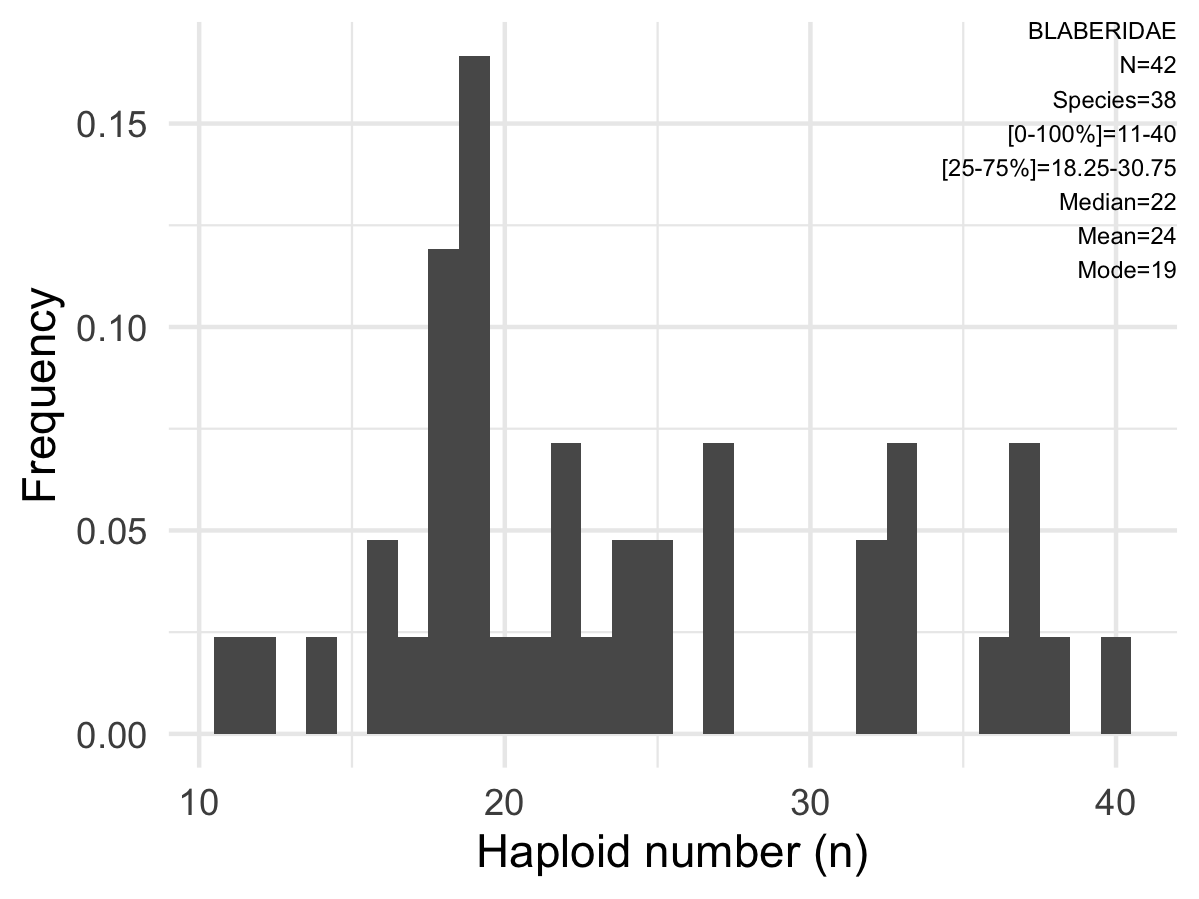 BLABERIDAE
N=42
Species=38
[0-100%]=11-40
[25-75%]=18.25-30.75
Median=22
Mean=24
Mode=19
Frequency
0.15
0.10
0.05
0.00
10 20 30 40
Haploid number (n)